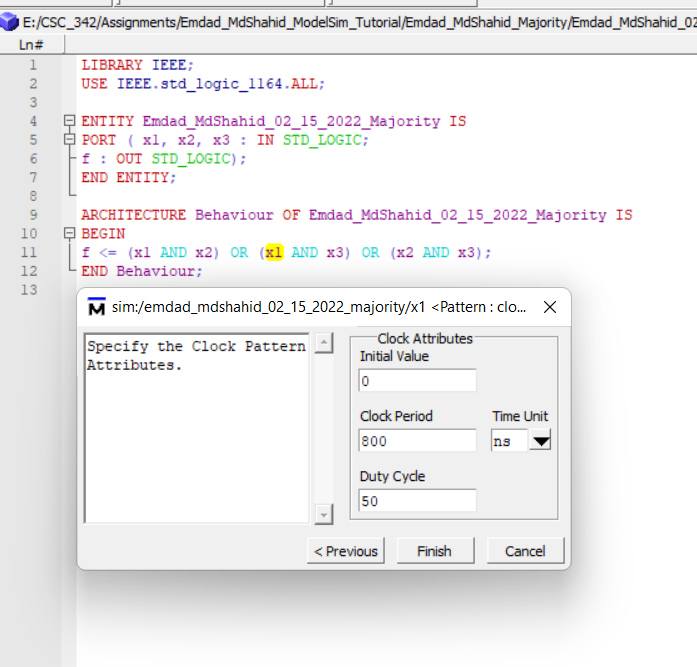 E:/CSC_342/Assignments/Emdad_MdShahid_ModelSim_Tutorial/Emdad_MdShahid_Majority/Emdad_MdShahid_02
Ln#
1 LIBRARY IEEE;
2 USE IEEE.std_logic_1164.ALL;
3
4 ENTITY Emdad_MdShahid_02_15_2022_Majority IS
5 PORT ( x1, x2, x3 : IN STD_LOGIC;
6 f : OUT STD_LOGIC);
7 END ENTITY;
8
9 ARCHITECTURE Behaviour OF Emdad_MdShahid_02_15_2022_Majority IS
10 BEGIN
11 f <= (x1 AND x2) OR (x1 AND x3) OR (x2 AND x3);
12 END Behaviour;
13
sim:/emdad_mdshahid_02_15_2022_majority/x1 <Pattern : clo...
Specify the Clock Pattern
Attributes.
Clock Attributes
Initial Value
0
Clock Period Time Unit
800 ns
Duty Cycle
50
< Previous Finish Cancel